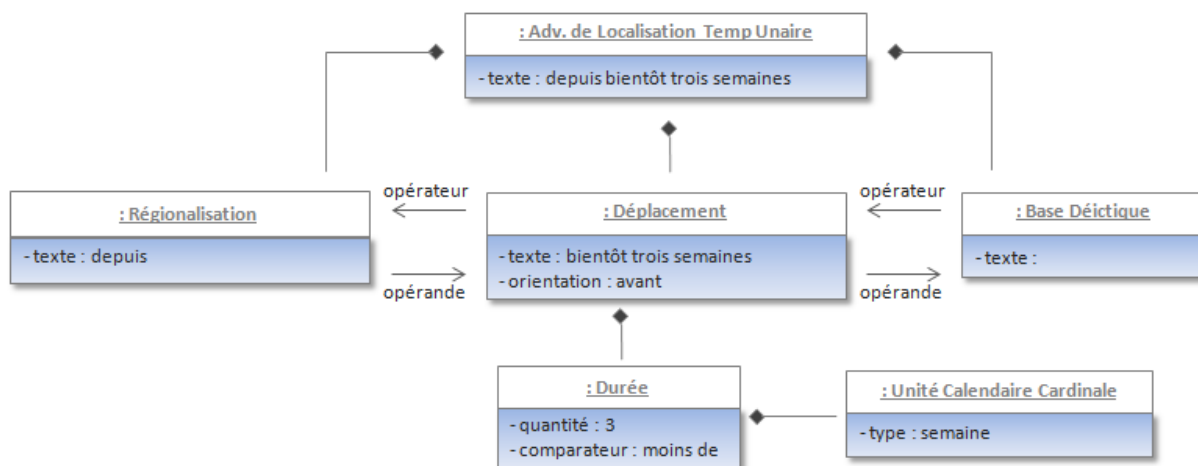 : Adv. de Localisation Temp Unaire
- texte : depuis bientôt trois semaines
opérateur
opérateur
: Régionalisation
: Déplacement
: Base Déictique
- texte : depuis
- texte : bientôt trois semaines
- orientation : avant
- texte :
opérande
opérande
: Durée
- quantité : 3
- comparateur : moins de
: Unité Calendaire Cardinale
- type : semaine